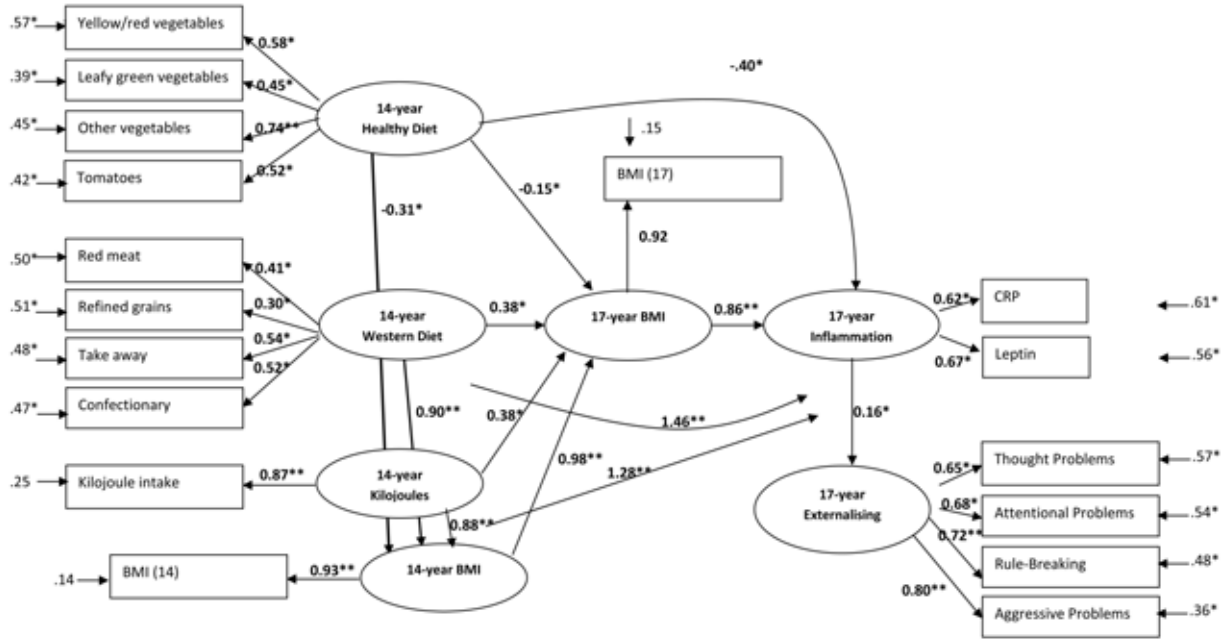 .57*
Yellow/red vegetables
0.58*
-.40*
.39*
Leafy green vegetables
0.45*
14-year
Healthy Diet
.45*
Other vegetables
0.74**
.15
.42*
Tomatoes
0.52*
BMI (17)
-0.15*
-0.31*
0.92
.50*
Red meat
0.41*
.51*
Refined grains
0.30*
14-year
Western Diet
0.38*
17-year BMI
0.86**
17-year
Inflammation
0.62*
CRP
.61*
.48*
Take away
0.54*
0.67*
Leptin
.56*
0.52*
.47*
Confectionary
0.90**
0.38*
1.46**
0.16*
.25
Kilojoule intake
0.87**
14-year
Kilojoules
0.98**
1.28**
0.65*
Thought Problems
.57*
17-year
Externalising
0.68*
Attentional Problems
.54*
0.88**
0.72**
.14
BMI (14)
0.93**
14-year BMI
Rule-Breaking
.48*
0.80**
Aggressive Problems
.36*